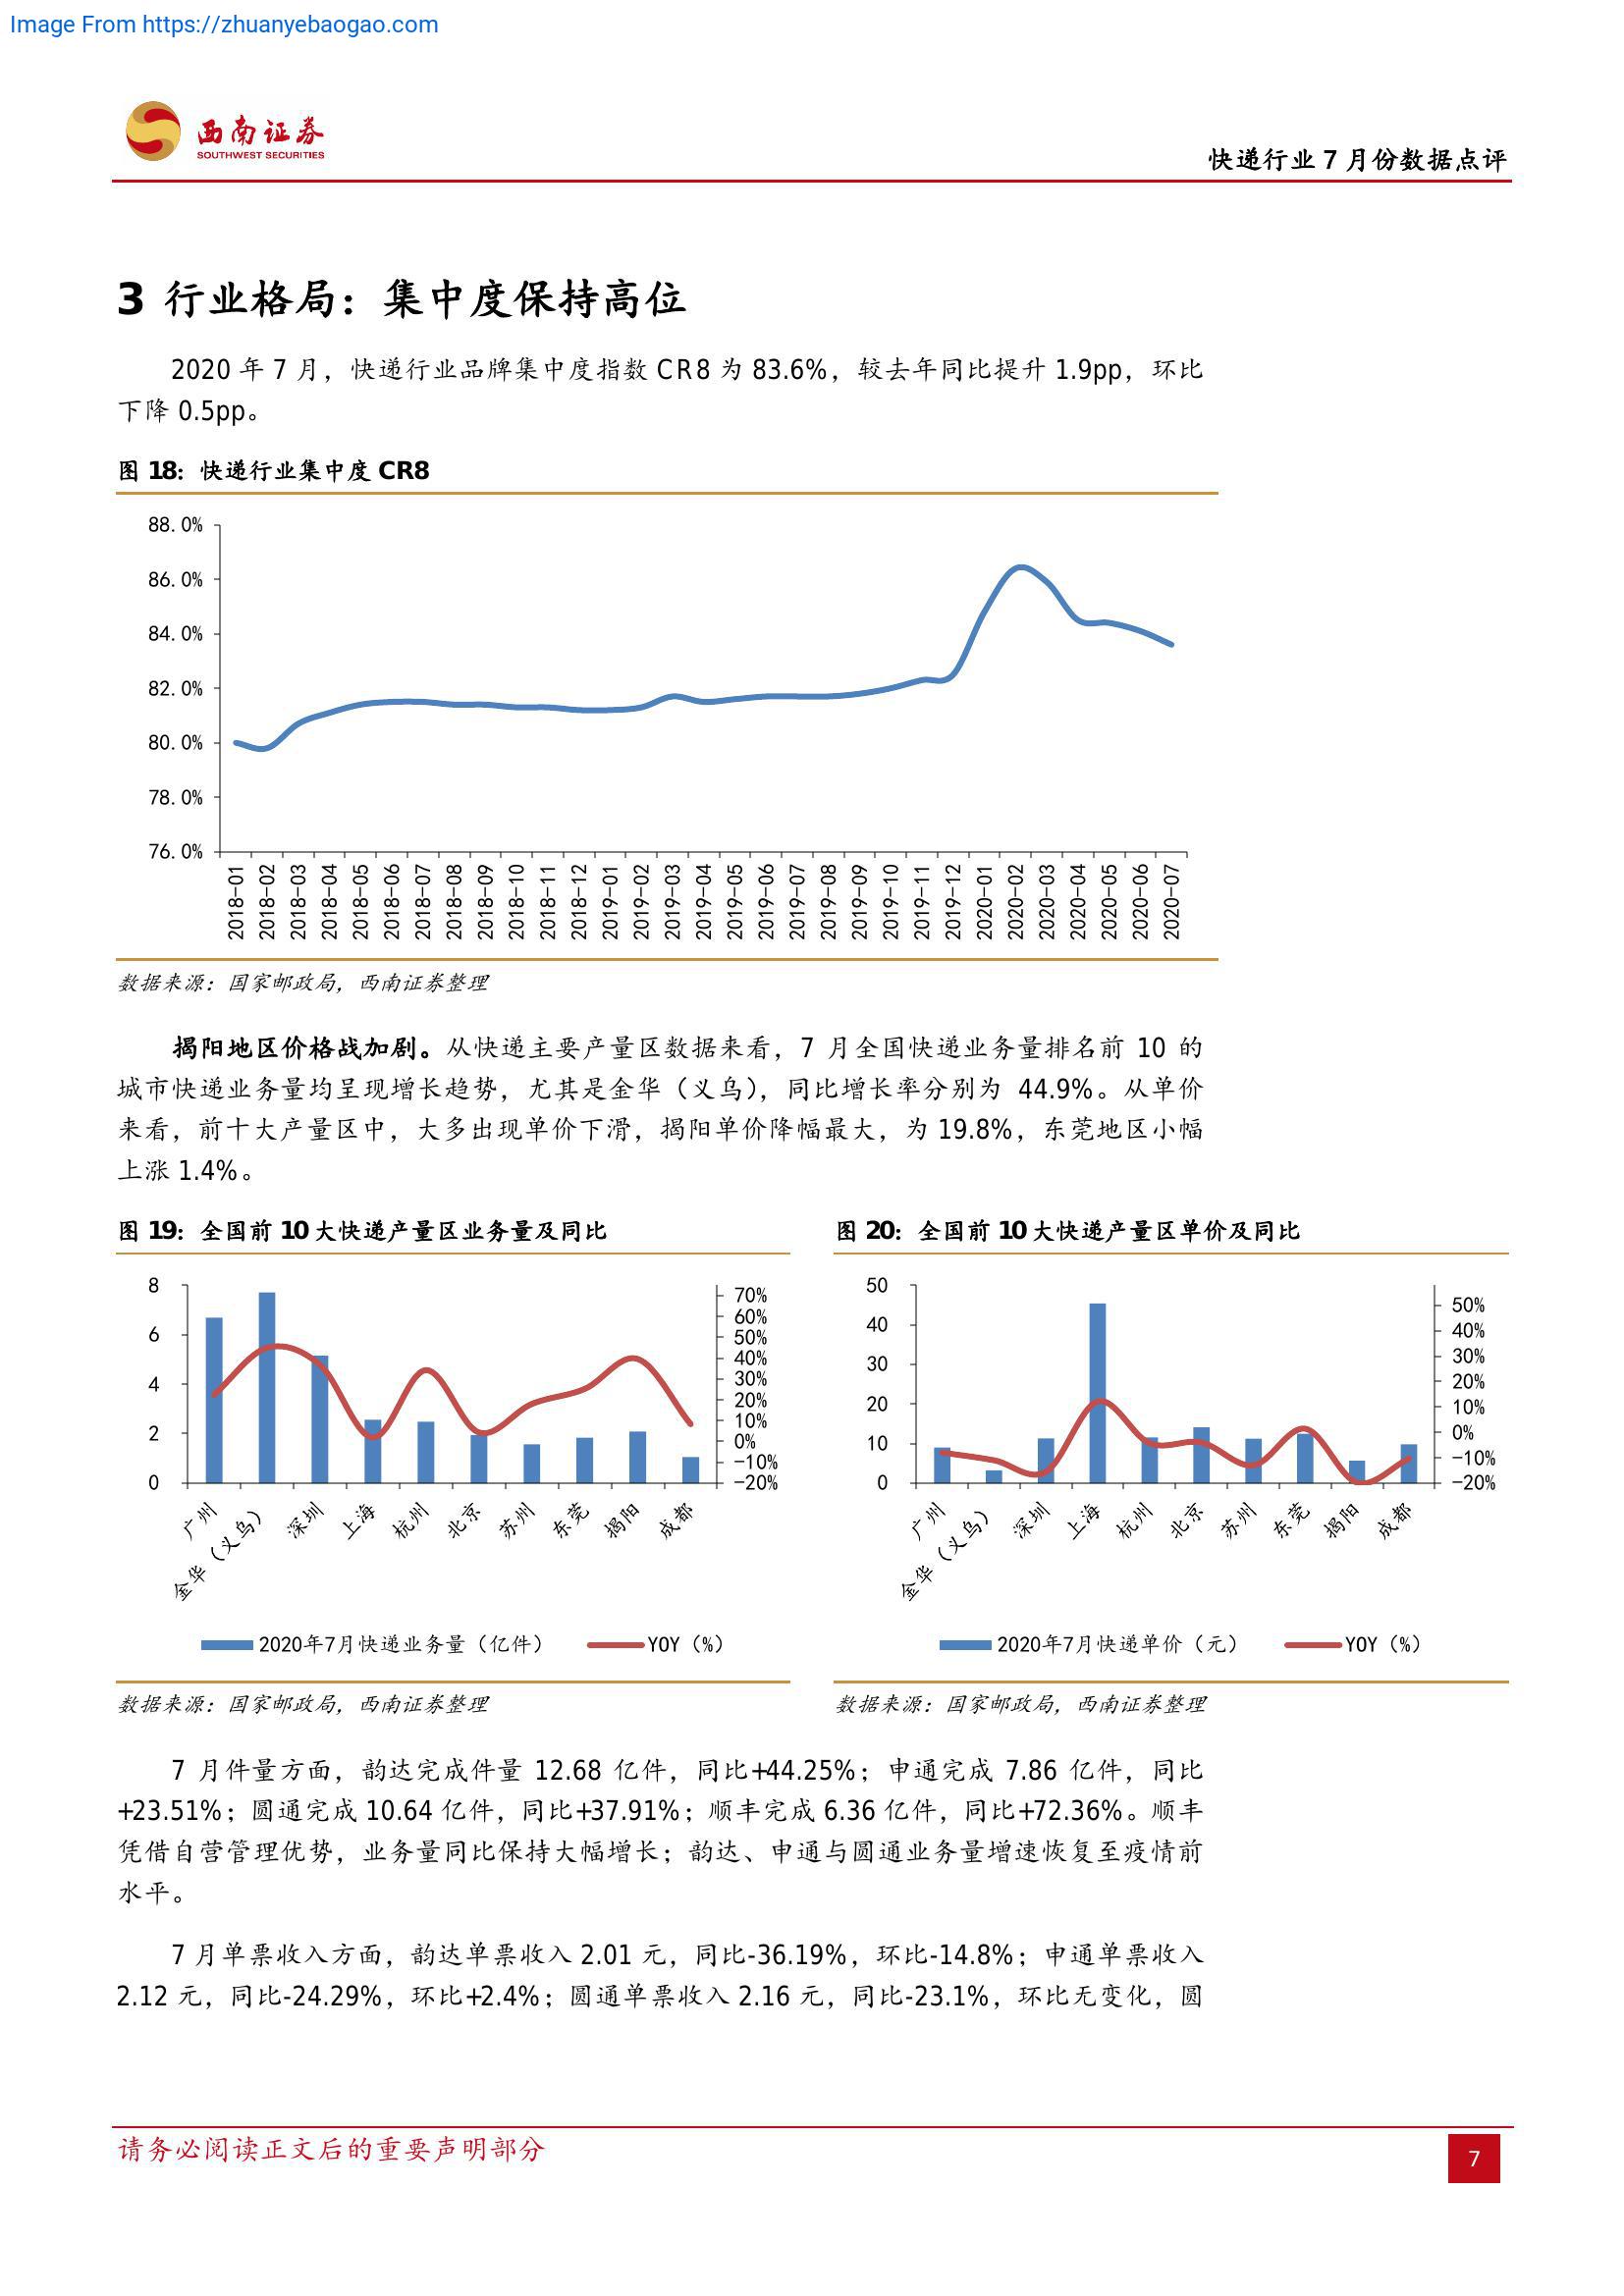 Image From https://zhuanyebaogao.com
西南证券
SOUTHWEST SECURITIES
快递行业 7 月份数据点评
3 行业格局：集中度保持高位
2020 年 7 月，快递行业品牌集中度指数 CR8 为 83.6%，较去年同比提升 1.9pp，环比
下降 0.5pp。
图 18：快递行业集中度 CR8
88.0%
86.0%
84.0%
82.0%
80.0%
78.0%
76.0%
2018-01 2018-02 2018-03 2018-04 2018-05 2018-06 2018-07 2018-08 2018-09 2018-10 2018-11 2018-12 2019-01 2019-02 2019-03 2019-04 2019-05 2019-06 2019-07 2019-08 2019-09 2019-10 2019-11 2019-12 2020-01 2020-02 2020-03 2020-04 2020-05 2020-06 2020-07
数据来源：国家邮政局，西南证券整理
揭阳地区价格战加剧。从快递主要产量区数据来看，7 月全国快递业务量排名前 10 的
城市快递业务量均呈现增长趋势，尤其是金华（义乌），同比增长率分别为 44.9%。从单价
来看，前十大产量区中，大多出现单价下滑，揭阳单价降幅最大，为 19.8%，东莞地区小幅
上涨 1.4%。
图 19：全国前 10 大快递产量区业务量及同比
8
6
4
2
0
70%
60%
50%
40%
30%
20%
10%
0%
-10%
-20%
广州 金华（义乌） 深圳 上海 杭州 北京 苏州 东莞 揭阳 成都
2020年7月快递业务量（亿件） YOY（%）
数据来源：国家邮政局，西南证券整理
图 20：全国前 10 大快递产量区单价及同比
50
40
30
20
10
0
50%
40%
30%
20%
10%
0%
-10%
-20%
广州 金华（义乌） 深圳 上海 杭州 北京 苏州 东莞 揭阳 成都
2020年7月快递单价（元） YOY（%）
数据来源：国家邮政局，西南证券整理
7 月件量方面，韵达完成件量 12.68 亿件，同比+44.25%；申通完成 7.86 亿件，同比
+23.51%；圆通完成 10.64 亿件，同比+37.91%；顺丰完成 6.36 亿件，同比+72.36%。顺丰
凭借自营管理优势，业务量同比保持大幅增长；韵达、申通与圆通业务量增速恢复至疫情前
水平。
7 月单票收入方面，韵达单票收入 2.01 元，同比-36.19%，环比-14.8%；申通单票收入
2.12 元，同比-24.29%，环比+2.4%；圆通单票收入 2.16 元，同比-23.1%，环比无变化，圆
请务必阅读正文后的重要声明部分
7